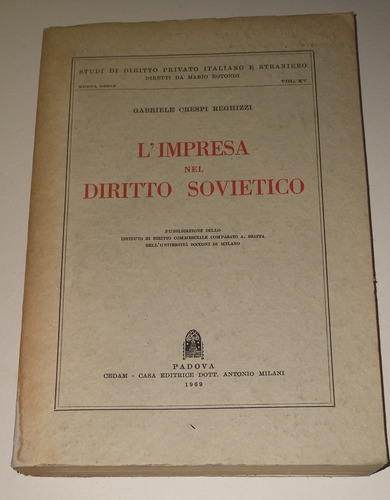 STUDI DI DIRITTO PRIVATO ITALIANO E STRANIERO
DIRETTI DA MARIO ROTONDI
NUOVA SERIE VOL. XV
GABRIELE CRESPI REGHIZZI
L'IMPRESA
NEL
DIRITTO SOVIETICO
PUBBLICAZIONE DELLO
ISTITUTO DI DIRITTO COMMERCIALE COMPARATO A. SRAFFA
DELL'UNIVERSITÀ BOCCONI DI MILANO
PADOVA
CEDAM - CASA EDITRICE DOTT. ANTONIO MILANI
1969